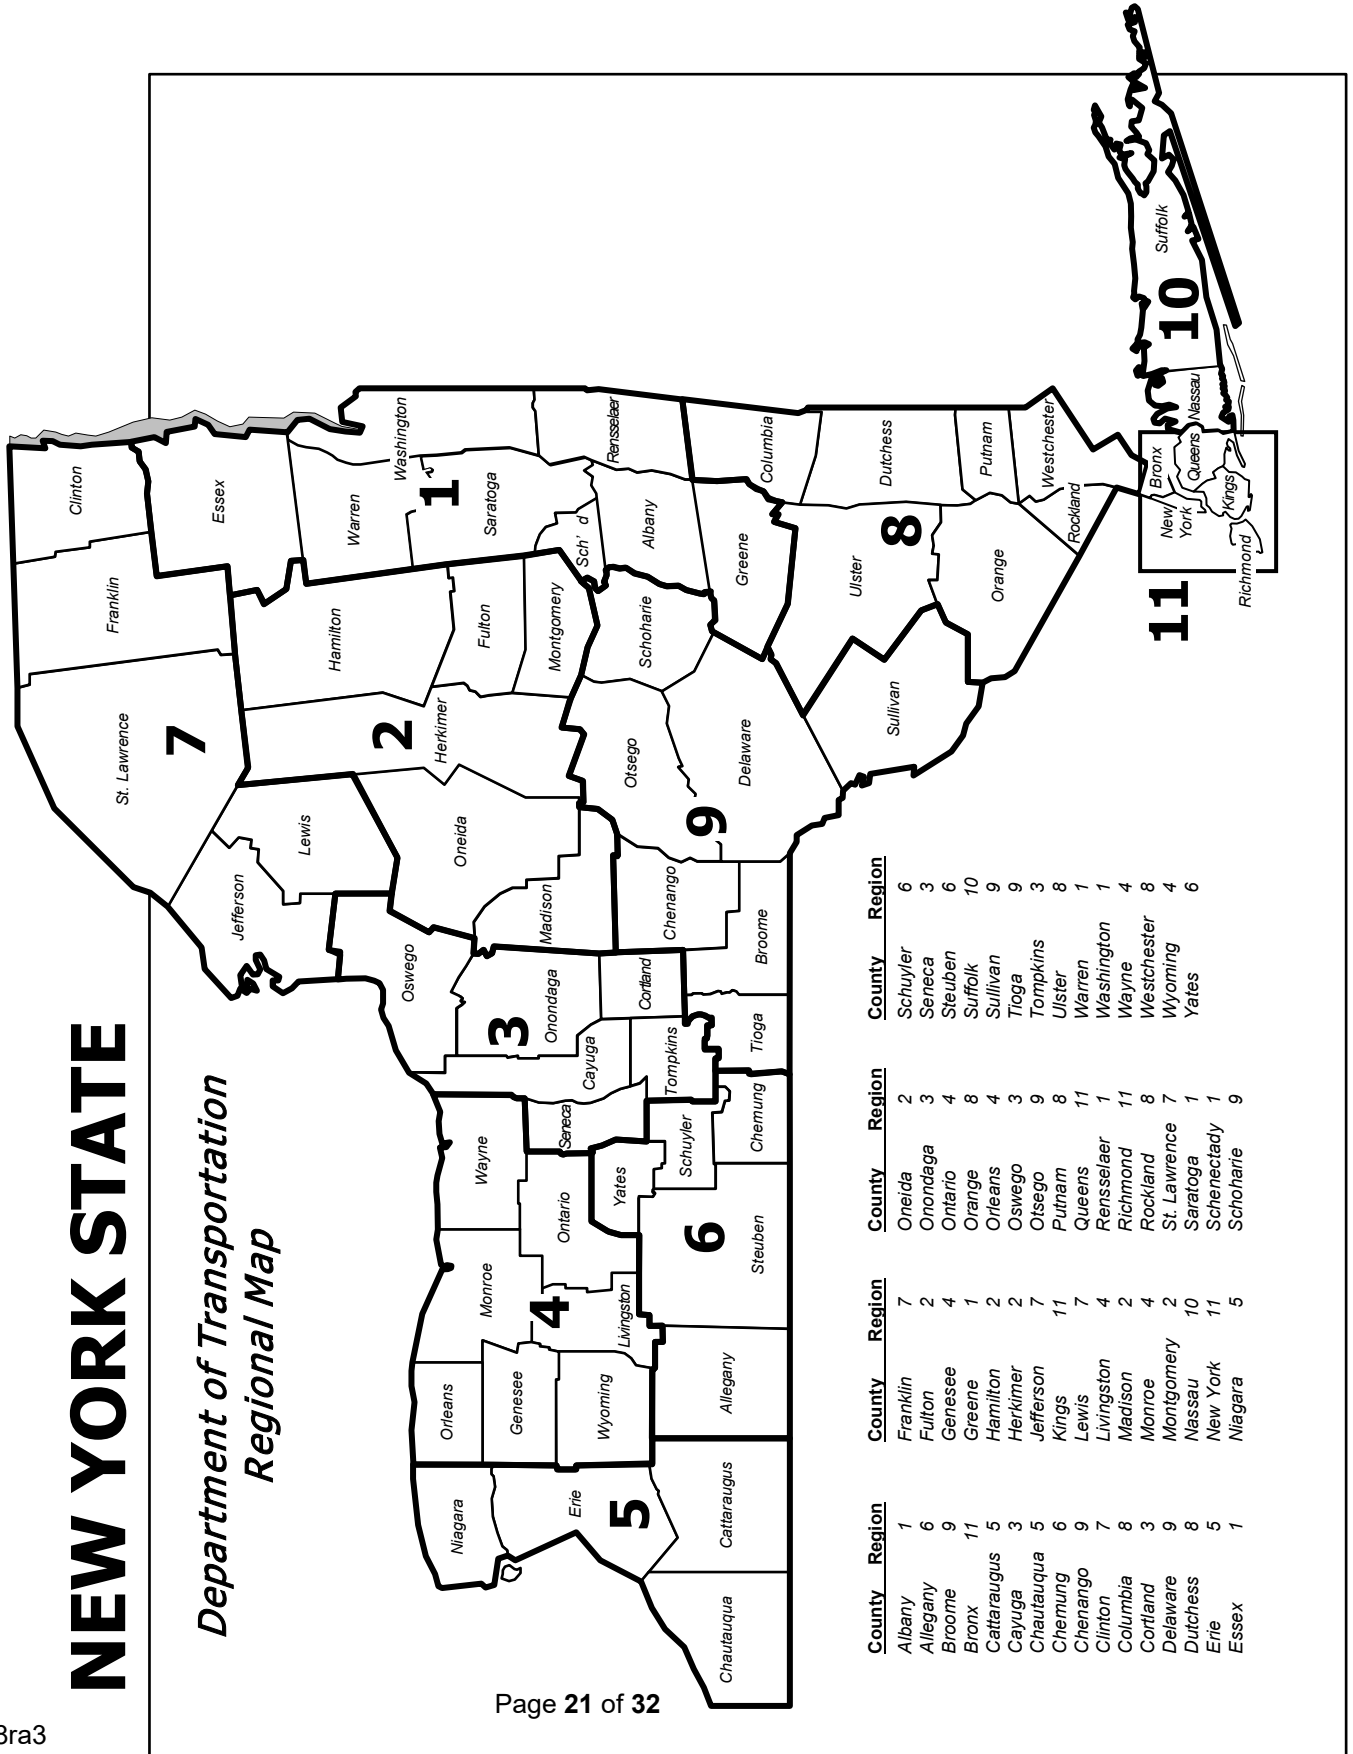 NEW YORK STATE
Department of Transportation
Regional Map
Clinton
Franklin
St. Lawrence
7
Essex
Jefferson
Lewis
Hamilton
2
Herkimer
Fulton
Montgomery
Oneida
Madison
Warren
Washington
1
Saratoga
Sch' d
Rensselaer
Albany
Schoharie
Otsego
Delaware
9
Chenango
Broome
Tioga
Sullivan
Oswego
3
Onondaga
Cortland
Cayuga
Tompkins
Seneca
Wayne
Ontario
Monroe
4
Livingston
Orleans
Genesee
Wyoming
Yates
Schuyler
Chemung
6
Steuben
Allegany
Niagara
Erie
5
Cattaraugus
Chautauqua
Greene
Columbia
Ulster
8
Dutchess
Putnam
Orange
Westchester
Rockland
11
New
York
Bronx
Queens
Kings
Richmond
Nassau
10
Suffolk
County Region County Region County Region County Region
Albany 1 Franklin 7 Oneida 2 Schuyler 6
Allegany 6 Fulton 2 Onondaga 3 Seneca 3
Broome 9 Genesee 4 Ontario 4 Steuben 6
Bronx 11 Greene 1 Orange 8 Suffolk 10
Cattaraugus 5 Hamilton 2 Orleans 4 Sullivan 9
Cayuga 3 Herkimer 2 Oswego 3 Tioga 9
Chautauqua 5 Jefferson 7 Otsego 9 Tompkins 3
Chemung 6 Kings 11 Putnam 8 Ulster 8
Chenango 9 Lewis 7 Queens 11 Warren 1
Clinton 7 Livingston 4 Rensselaer 1 Washington 1
Columbia 8 Madison 2 Richmond 11 Wayne 4
Cortland 3 Monroe 4 Rockland 8 Westchester 8
Delaware 9 Montgomery 2 St. Lawrence 7 Wyoming 4
Dutchess 8 Nassau 10 Saratoga 1 Yates 6
Erie 5 New York 11 Schenectady 1
Essex 1 Niagara 5 Schoharie 9
Page 21 of 32
3ra3